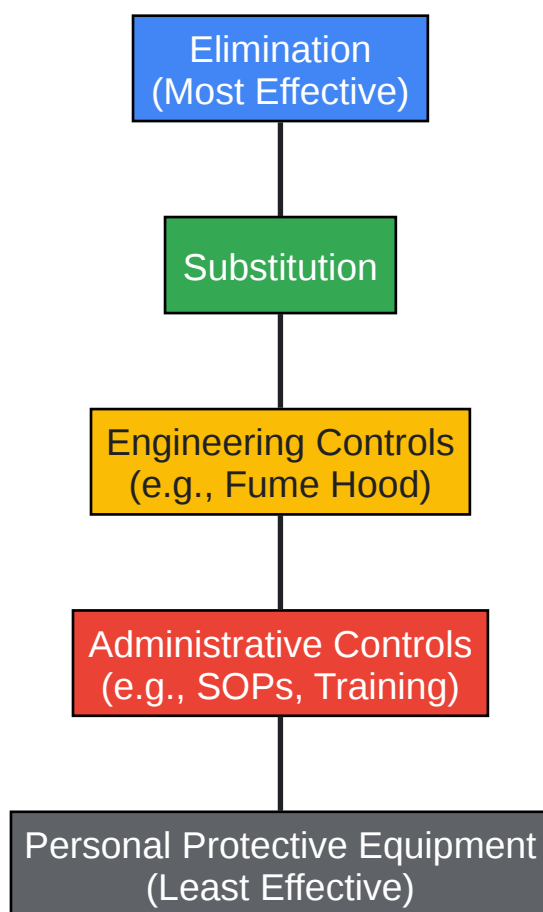 Elimination
(Most Effective)
Substitution
Engineering Controls
(e.g., Fume Hood)
Administrative Controls
(e.g., SOPs, Training)
Personal Protective Equipment
(Least Effective)